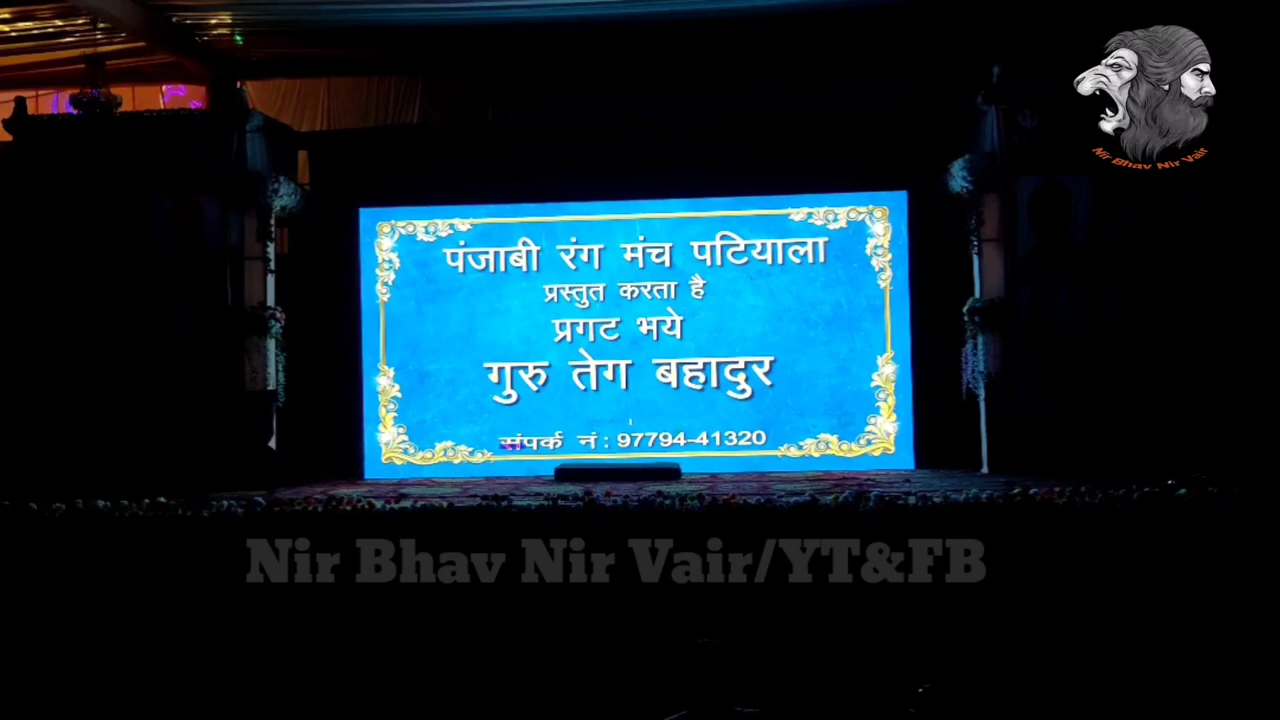 Nir Bhav Nir Vair
पंजाबी रंग मंच पटियाला
प्रस्तुत करता है
प्रगट भये
गुरु तेग बहादुर
संपर्क नं : 97794-41320
Nir Bhav Nir Vair/YT&FB